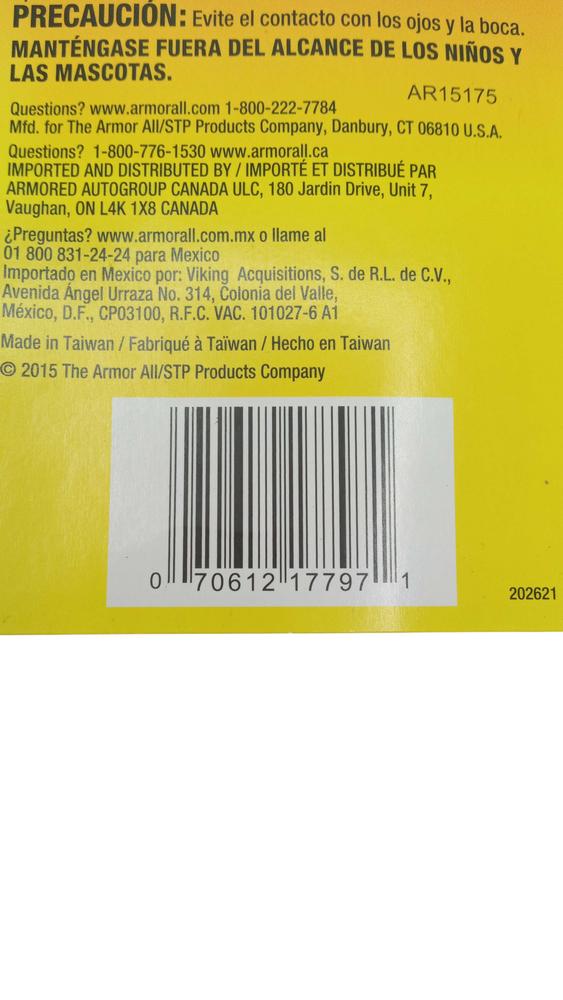 PRECAUCIÓN: Evite el contacto con los ojos y la boca.
MANTÉNGASE FUERA DEL ALCANCE DE LOS NIÑOS Y
LAS MASCOTAS.
AR15175
Questions? www.armorall.com 1-800-222-7784
Mfd. for The Armor All/STP Products Company, Danbury, CT 06810 U.S.A.
Questions? 1-800-776-1530 www.armorall.ca
IMPORTED AND DISTRIBUTED BY / IMPORTÉ ET DISTRIBUÉ PAR
ARMORED AUTOGROUP CANADA ULC, 180 Jardin Drive, Unit 7,
Vaughan, ON L4K 1X8 CANADA
¿Preguntas? www.armorall.com.mx o llame al
01 800 831-24-24 para Mexico
Importado en Mexico por: Viking Acquisitions, S. de R.L. de C.V.,
Avenida Ángel Urraza No. 314, Colonia del Valle,
México, D.F., CP03100, R.F.C. VAC. 101027-6 A1
Made in Taiwan / Fabriqué à Taïwan / Hecho en Taiwan
© 2015 The Armor All/STP Products Company
0 70612 17797 1
202621